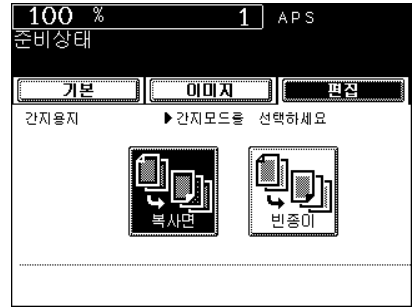 100 % 1 APS
준비상태
기본 이미지 편집
간지용지 ▶간지모드를 선택하세요
복사면 빈종이